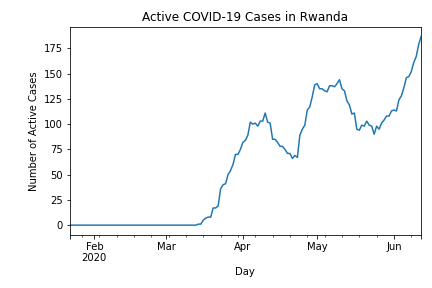 Active COVID-19 Cases in Rwanda
Number of Active Cases
175
150
125
100
75
50
25
0
Feb Mar Apr May Jun
2020
Day